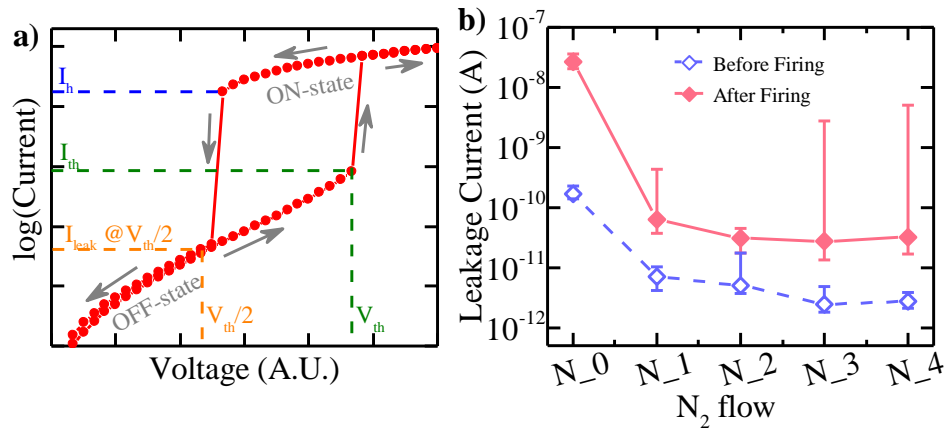 a)
log(Current)
I_h
I_th
I_leak @V_th/2
ON-state
OFF-state
V_th/2
V_th
Voltage (A.U.)
b)
Leakage Current (A)
10^-7
10^-8
10^-9
10^-10
10^-11
10^-12
Before Firing
After Firing
N_0 N_1 N_2 N_3 N_4
N_2 flow